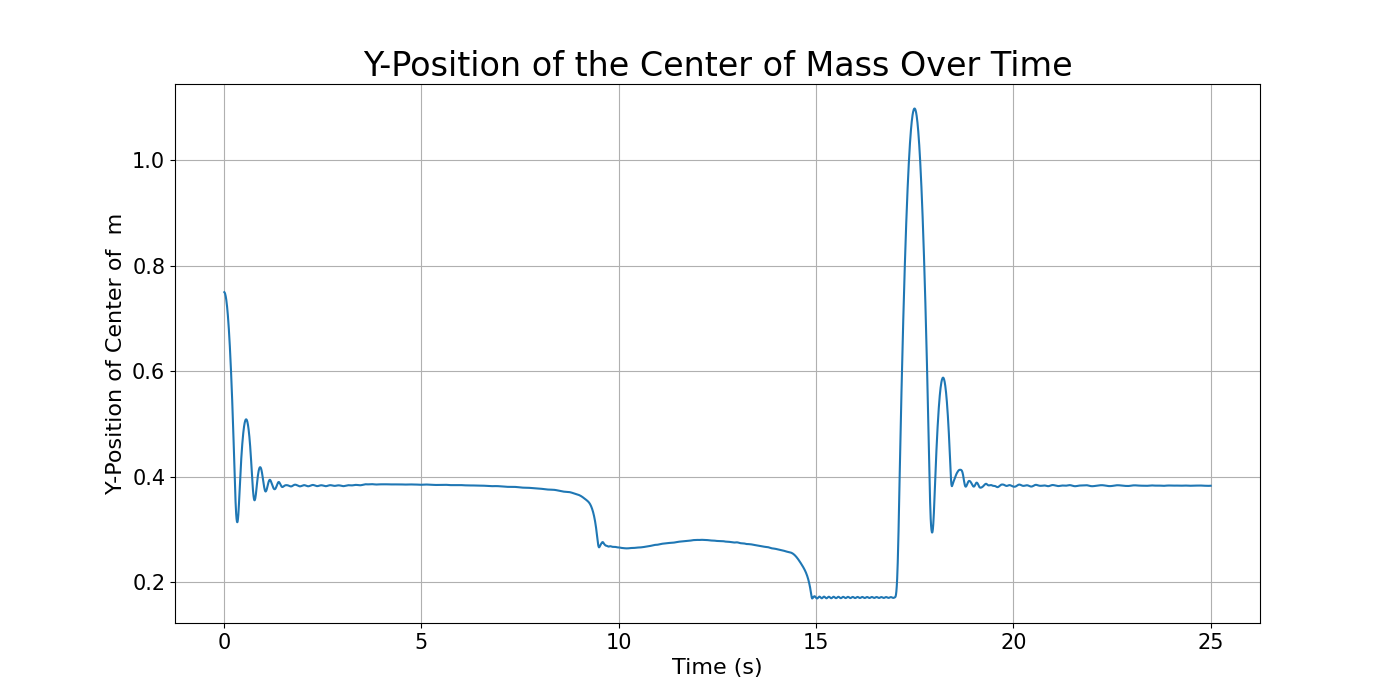 Y-Position of the Center of Mass Over Time
Y-Position of Center of  m
1.0
0.8
0.6
0.4
0.2
0 5 10 15 20 25
Time (s)